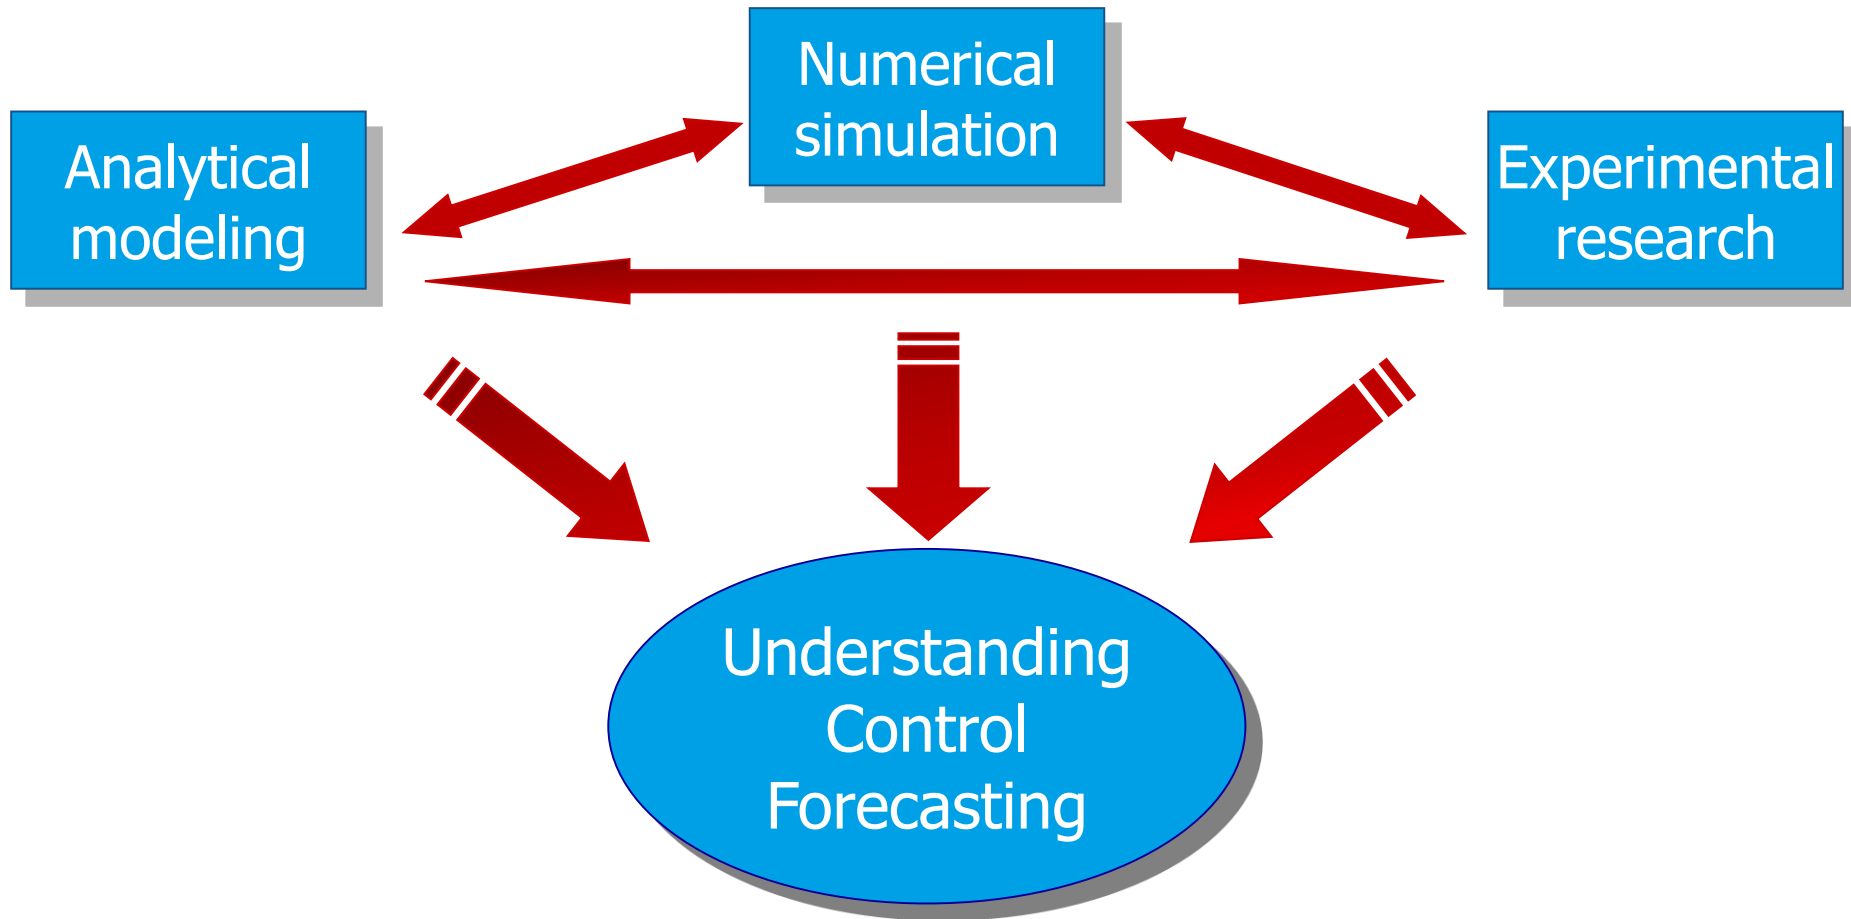 Numerical
simulation
Analytical
modeling
Experimental
research
Understanding
Control
Forecasting